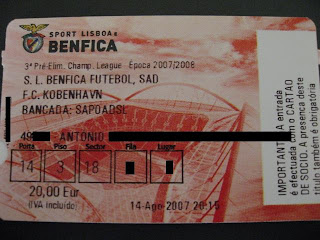 SPORT LISBOA E
BENFICA
3ª Pré Elim. Champ. League - Época 2007/2008
S.L. BENFICA FUTEBOL, SAD
F.C. KOBENHAVN
BANCADA: SAPOADSL
ANTONIO
Porta Piso Sector Fila Lugar
14 3 18
20,00 Eur
(IVA incluído)
14-Ago-2007 20:15
IMPORTANTE: A entrada
é efectuada com o CARTÃO
DE SÓCIO, A presença deste
título também é obrigatória